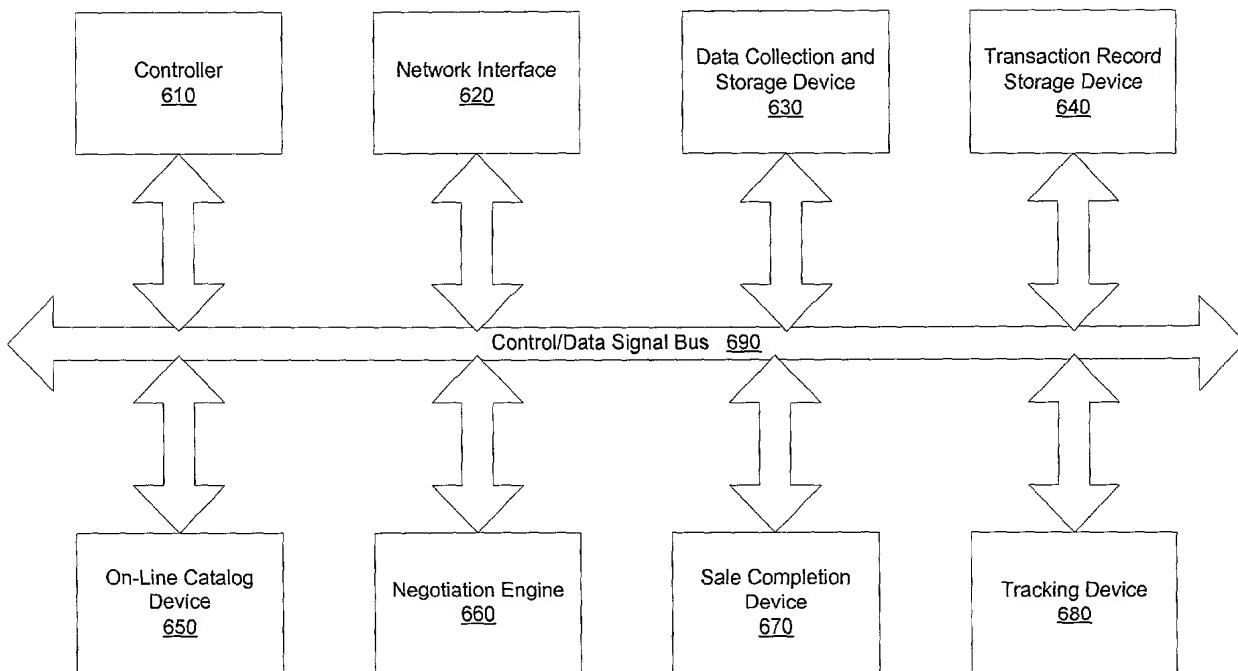 Controller
610
Network Interface
620
Data Collection and
Storage Device
630
Transaction Record
Storage Device
640
Control/Data Signal Bus 690
On-Line Catalog
Device
650
Negotiation Engine
660
Sale Completion
Device
670
Tracking Device
680